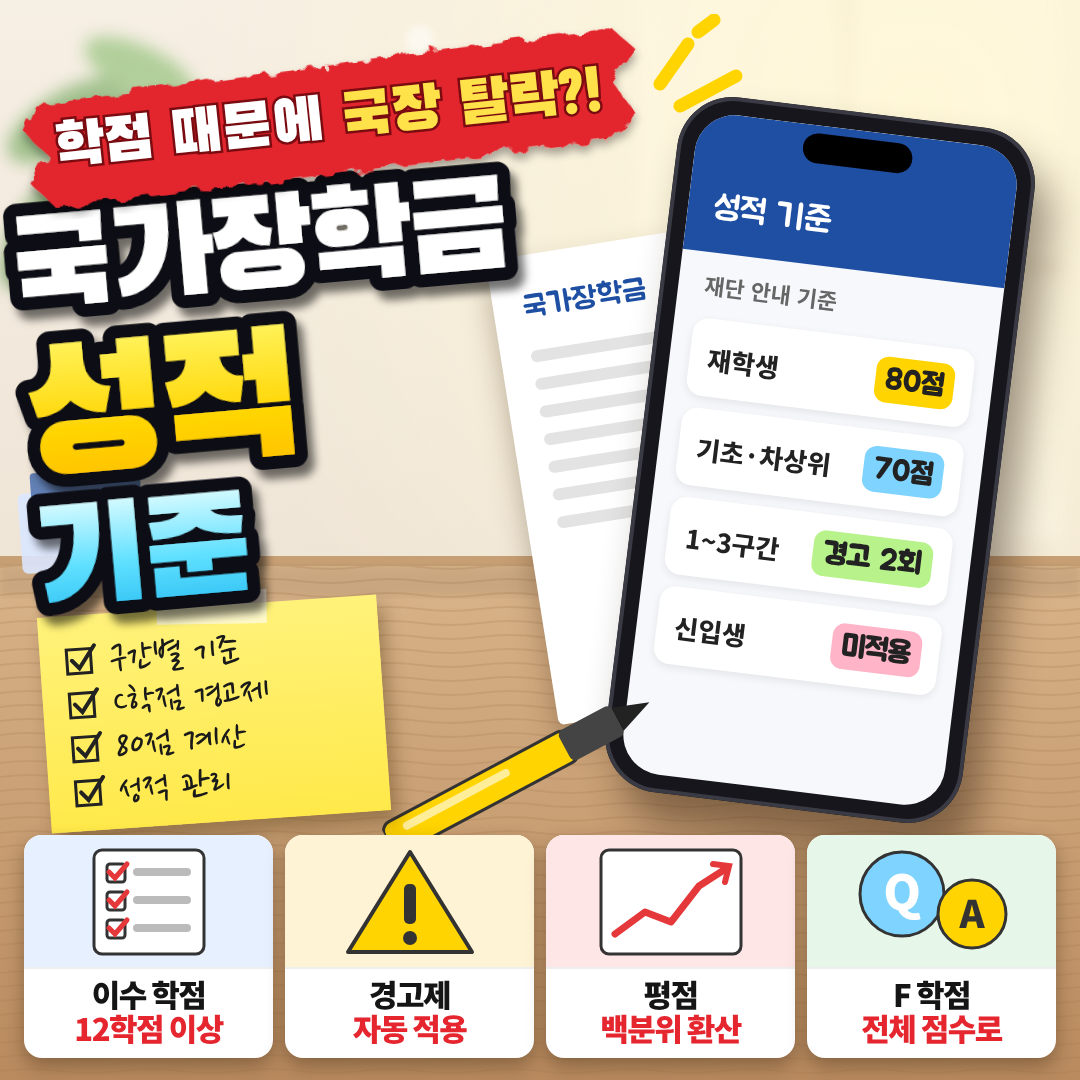 학점 때문에 국장 탈락?!
국가장학금
성적
기준
국가장학금
성적 기준
재단 안내 기준
재학생 80점
기초·차상위 70점
1~3구간 경고 2회
신입생 미적용
구간별 기준
C학점 경고제
80점 계산
성적 관리
이수 학점
12학점 이상
경고제
자동 적용
평점
백분위 환산
Q A
F 학점
전체 점수로